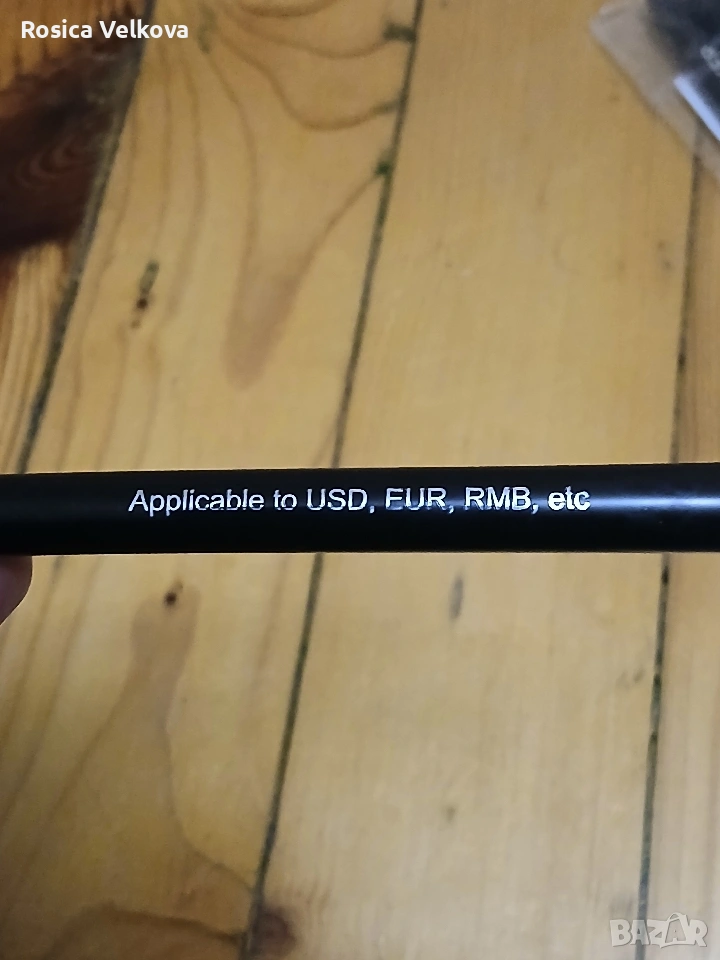 Rosica Velkova
Applicable to USD, EUR, RMB, etc
BAZAR